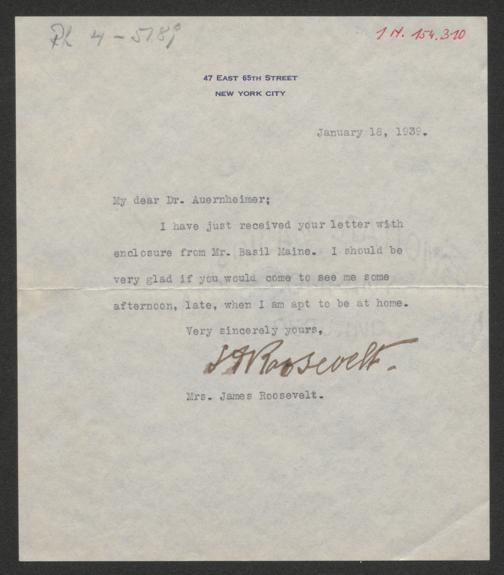 Ph 4-5189
1 N. 154.310
47 EAST 65TH STREET
NEW YORK CITY
January 18, 1939.
My dear Dr. Auernheimer;
I have just received your letter with
enclosure from Mr. Basil Maine. I should be
very glad if you would come to see me some
afternoon, late, when I am apt to be at home.
Very sincerely yours,
S A Roosevelt.
Mrs. James Roosevelt.